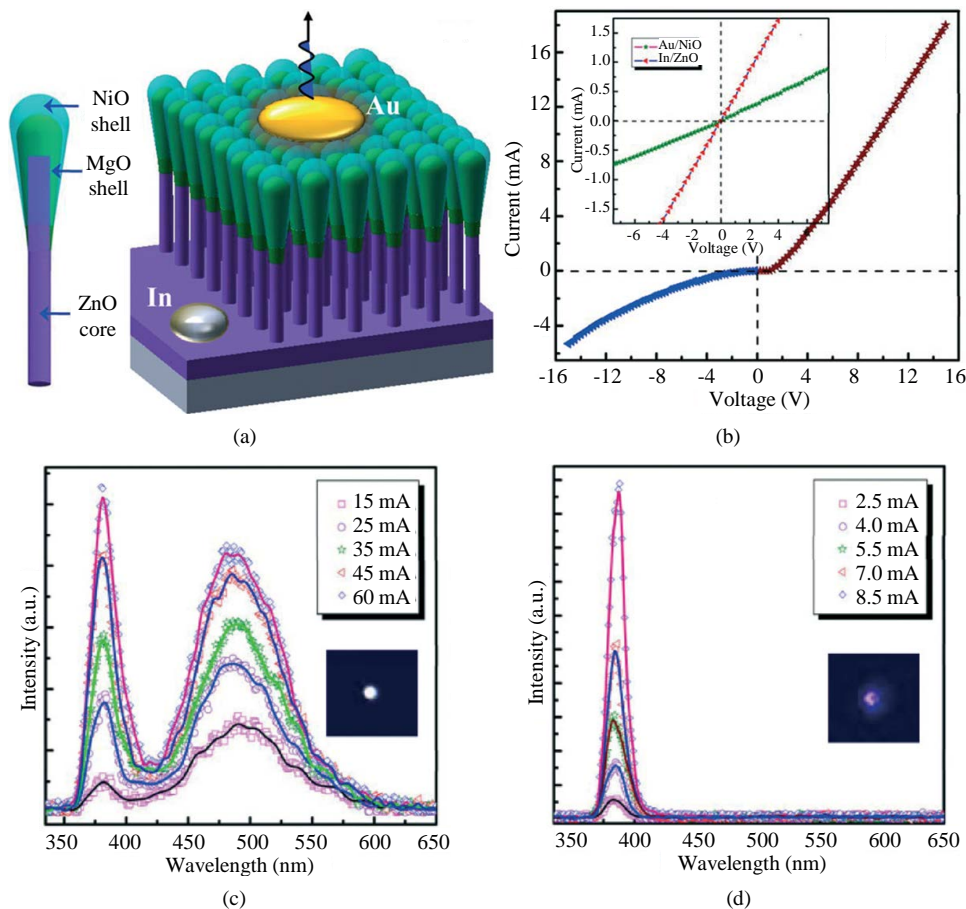 NiO
shell
MgO
shell
ZnO
core
Au
In
(a)
Au/NiO
In/ZnO
1.5
1.0
0.5
0.0
-0.5
-1.0
-1.5
Current (mA)
-6 -4 -2 0 2 4 6
Voltage (V)
16
12
8
4
0
-4
Current (mA)
-16 -12 -8 -4 0 4 8 12 16
Voltage (V)
(b)
15 mA
25 mA
35 mA
45 mA
60 mA
Intensity (a.u.)
350 400 450 500 550 600 650
Wavelength (nm)
(c)
2.5 mA
4.0 mA
5.5 mA
7.0 mA
8.5 mA
Intensity (a.u.)
350 400 450 500 550 600 650
Wavelength (nm)
(d)